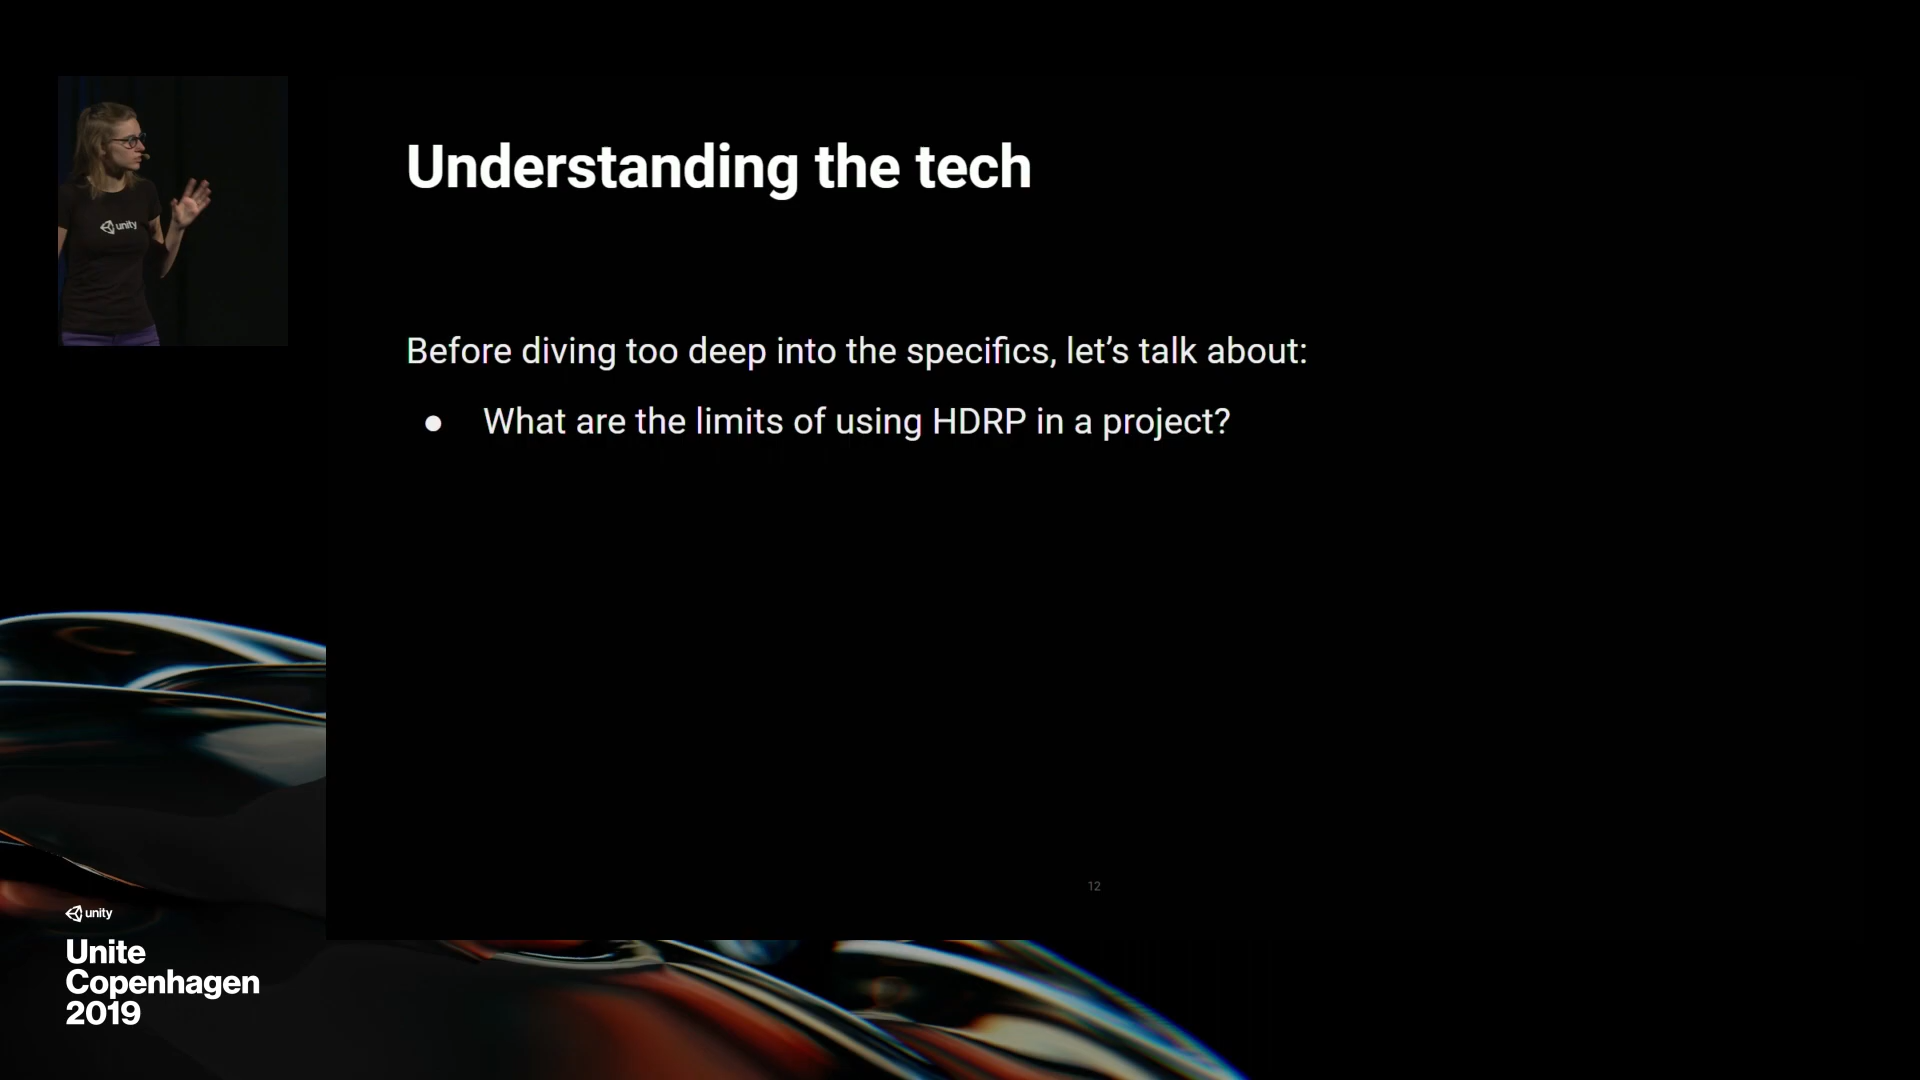 Understanding the tech
Before diving too deep into the specifics, let’s talk about:
● What are the limits of using HDRP in a project?
12
unity
unity
Unite
Copenhagen
2019